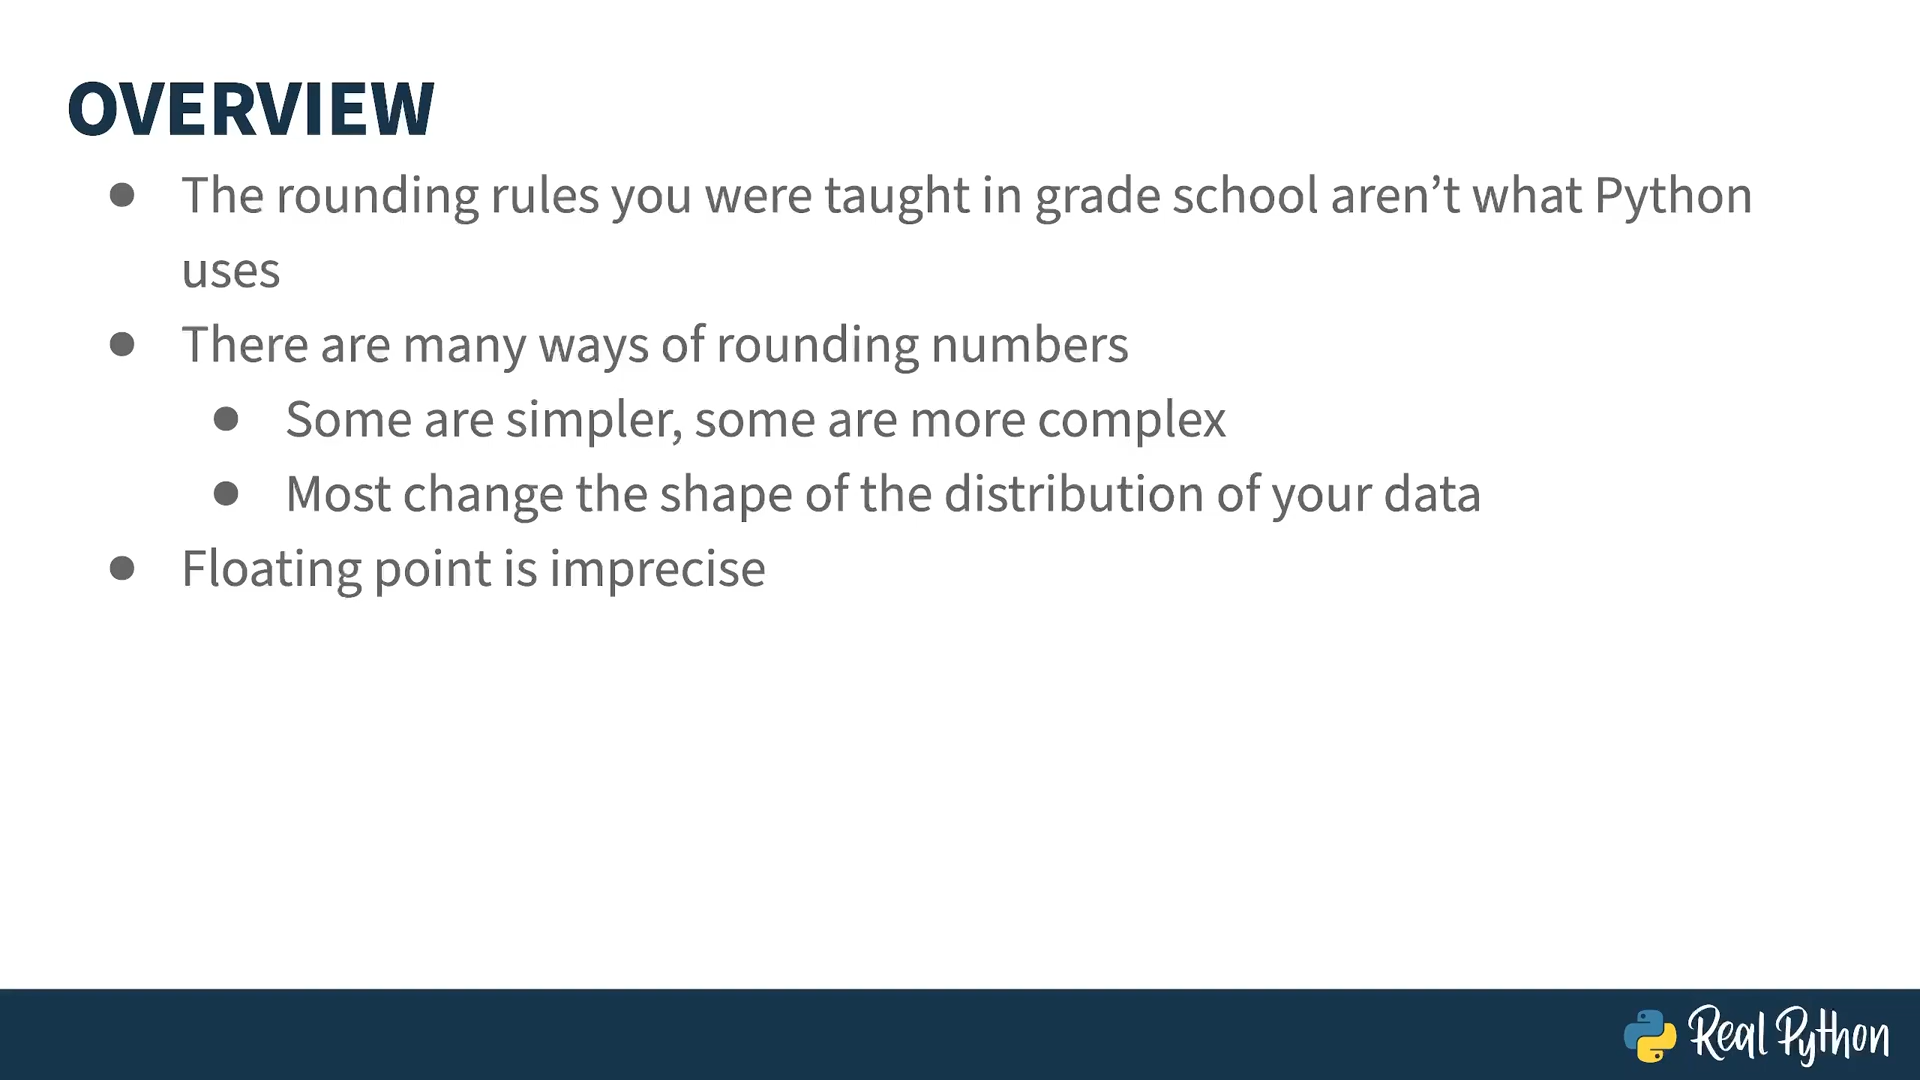 OVERVIEW
● The rounding rules you were taught in grade school aren’t what Python
uses
● There are many ways of rounding numbers
● Some are simpler, some are more complex
● Most change the shape of the distribution of your data
● Floating point is imprecise
Real Python